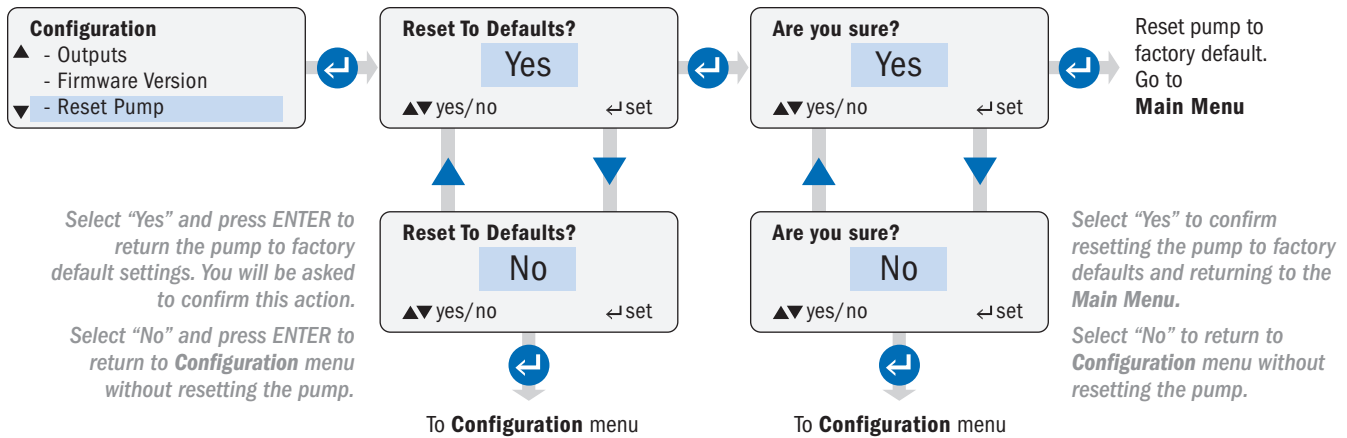 Configuration
▲ - Outputs
- Firmware Version
▼ - Reset Pump
Reset To Defaults?
Yes
▲▼ yes/no ↵ set
Are you sure?
Yes
▲▼ yes/no ↵ set
Reset pump to
factory default.
Go to
Main Menu
Select “Yes” and press ENTER to
return the pump to factory
default settings. You will be asked
to confirm this action.
Select “No” and press ENTER to
return to Configuration menu
without resetting the pump.
Reset To Defaults?
No
▲▼ yes/no ↵ set
Are you sure?
No
▲▼ yes/no ↵ set
Select “Yes” to confirm
resetting the pump to factory
defaults and returning to the
Main Menu.
Select “No” to return to
Configuration menu without
resetting the pump.
To Configuration menu
To Configuration menu